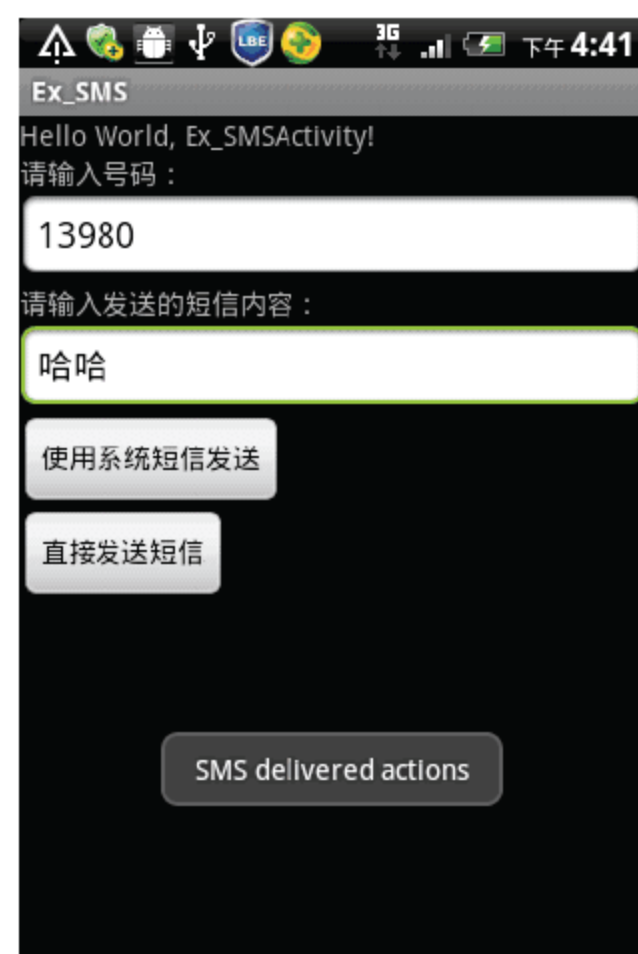 LBE 3G 下午4:41
Ex_SMS
Hello World, Ex_SMSActivity!
请输入号码：
13980
请输入发送的短信内容：
哈哈
使用系统短信发送
直接发送短信
SMS delivered actions